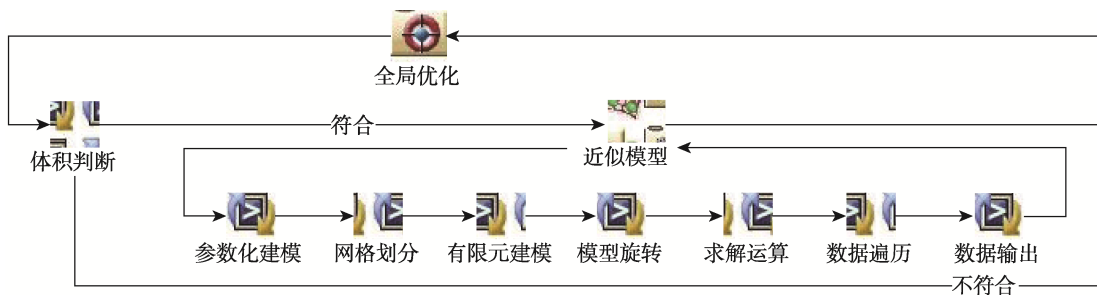 全局优化
符合
体积判断
近似模型
参数化建模
网格划分
有限元建模
模型旋转
求解运算
数据遍历
数据输出
不符合